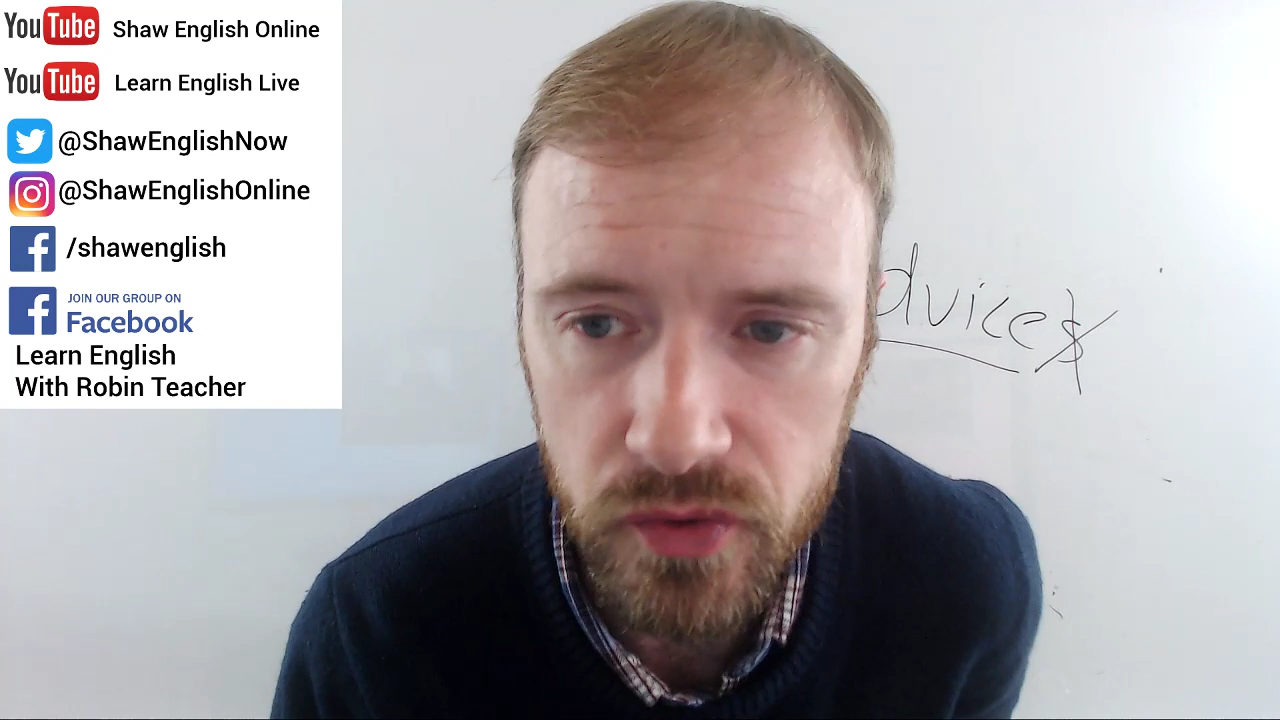 YouTube Shaw English Online
YouTube Learn English Live
@ShawEnglishNow
@ShawEnglishOnline
f /shawenglish
f JOIN OUR GROUP ON
Facebook
Learn English
With Robin Teacher
dvices